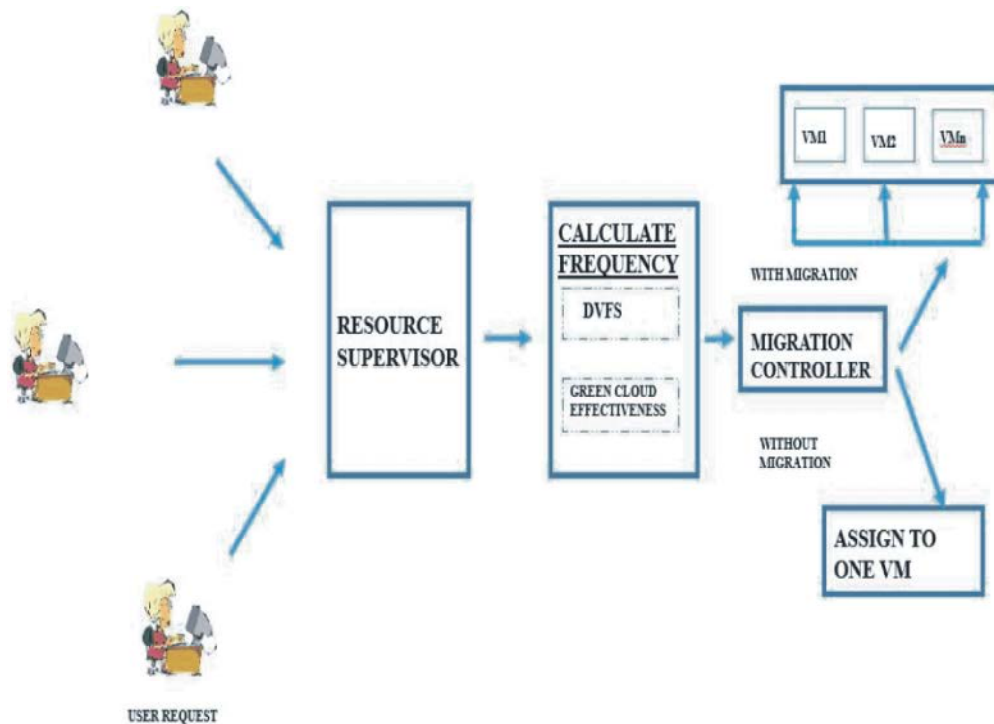 VM1
VM2
VMn
CALCULATE
FREQUENCY
DVFS
GREEN CLOUD
EFFECTIVENESS
RESOURCE
SUPERVISOR
WITH MIGRATION
MIGRATION
CONTROLLER
WITHOUT
MIGRATION
ASSIGN TO
ONE VM
USER REQUEST